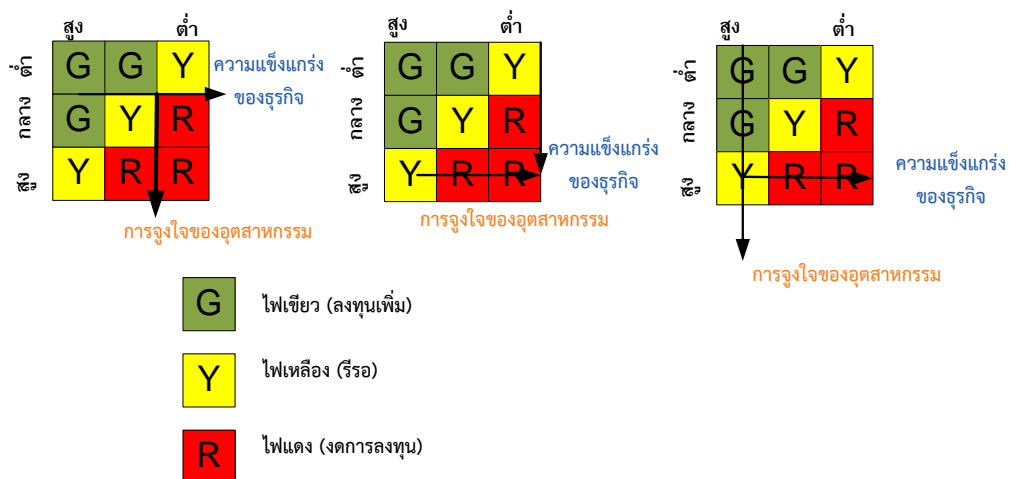 สูง ต่ำ
ต่ำ G G Y
กลาง G Y R
สูง Y R R
ความแข็งแกร่ง
ของธุรกิจ
การจูงใจของอุตสาหกรรม
สูง ต่ำ
ต่ำ G G Y
กลาง G Y R
สูง Y R R
ความแข็งแกร่ง
ของธุรกิจ
การจูงใจของอุตสาหกรรม
สูง ต่ำ
ต่ำ G G Y
กลาง G Y R
สูง Y R R
ความแข็งแกร่ง
ของธุรกิจ
การจูงใจของอุตสาหกรรม
G ไฟเขียว (ลงทุนเพิ่ม)
Y ไฟเหลือง (รีรอ)
R ไฟแดง (งดการลงทุน)